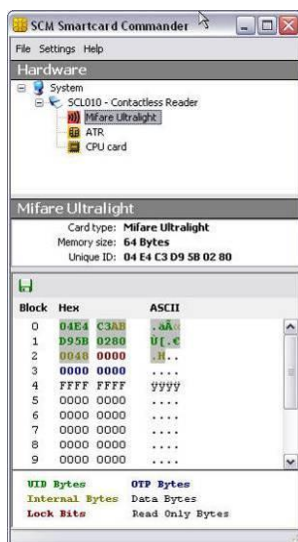 SCM Smartcard Commander
File Settings Help
Hardware
System
SCL010 - Contactless Reader
Mifare Ultralight
ATR
CPU card
Mifare Ultralight
Card type: Mifare Ultralight
Memory size: 64 Bytes
Unique ID: 04 E4 C3 D9 5B 02 80
Block Hex ASCII
0 04E4 C3AB .äÃ«
1 D95B 0280 Ù[.€
2 0048 0000 .H..
3 0000 0000 ....
4 FFFF FFFF ÿÿÿÿ
5 0000 0000 ....
6 0000 0000 ....
7 0000 0000 ....
8 0000 0000 ....
9 0000 0000 ....
UID Bytes OTP Bytes
Internal Bytes Data Bytes
Lock Bits Read Only Bytes